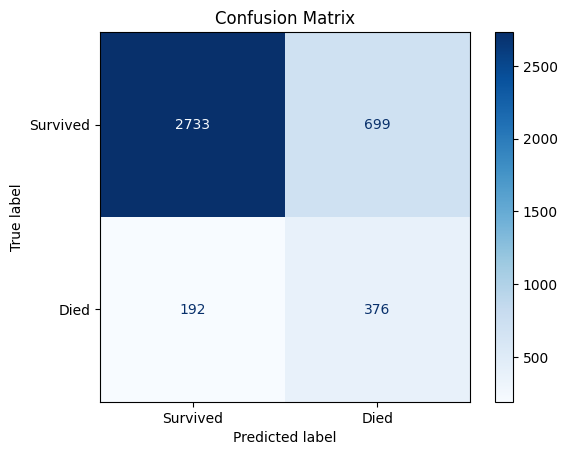 Confusion Matrix
Survived
2733
699
Died
192
376
Survived
Died
Predicted label
True label
2500
2000
1500
1000
500